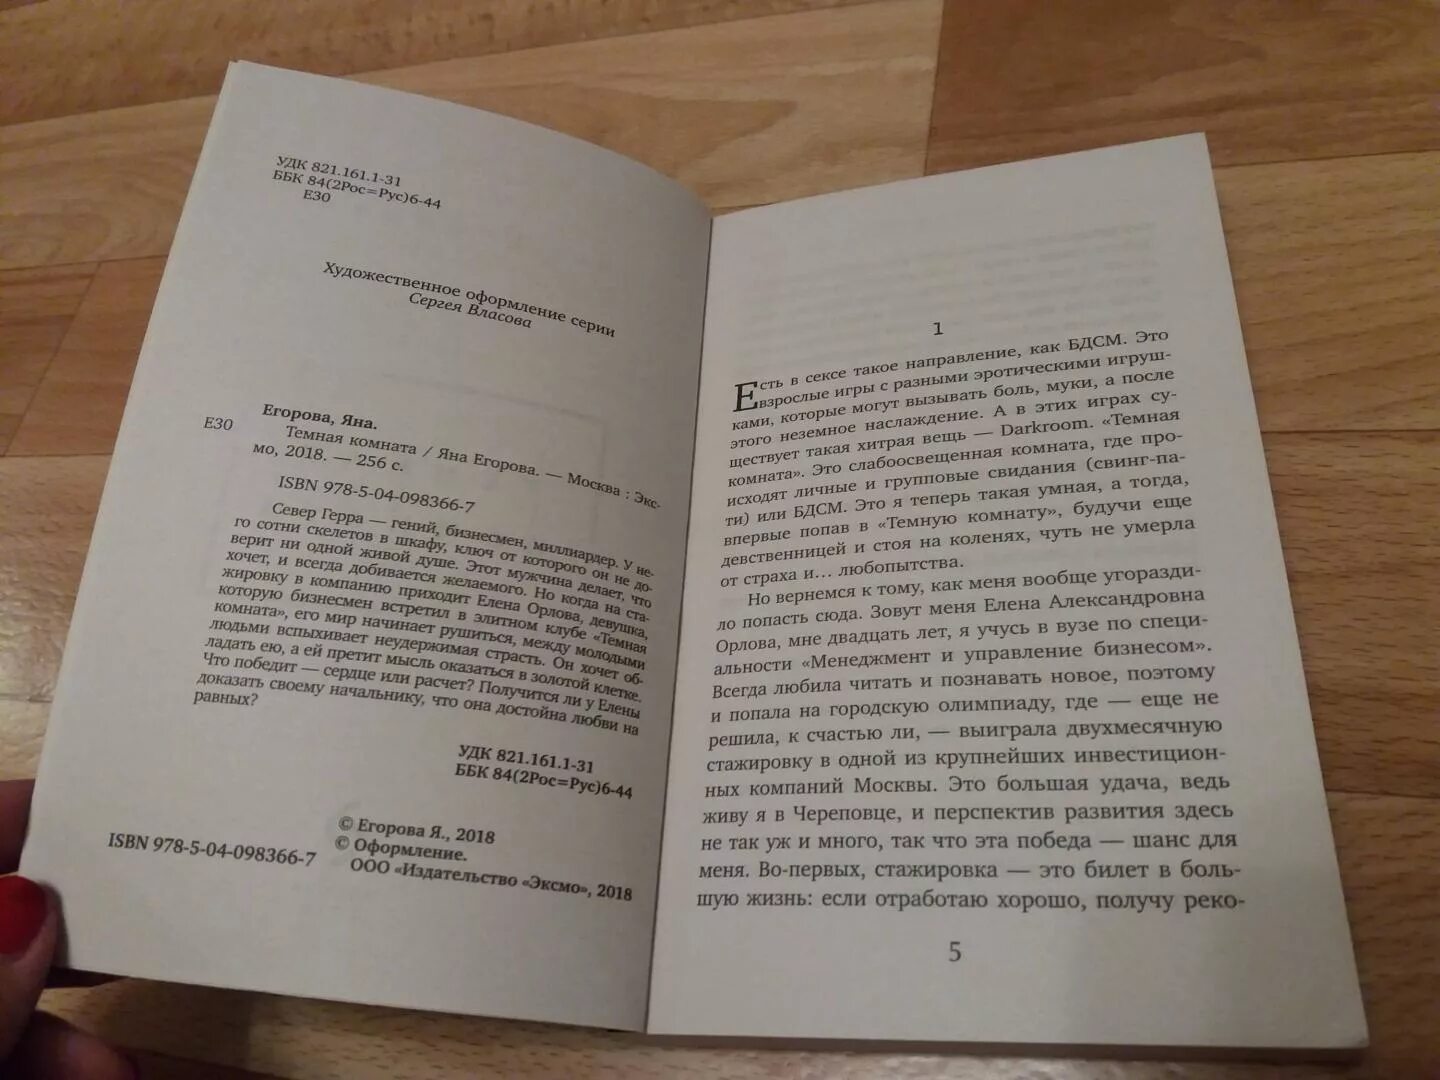 УДК 821.161.1-31
ББК 84(2Рос=Рус)6-44
Е30
Художественное оформление серии
Сергея Власова
Егорова, Яна.
Е30
Темная комната / Яна Егорова. — Москва : Экс-
мо, 2018. — 256 с.
ISBN 978-5-04-098366-7
Север Герра — гений, бизнесмен, миллиардер. У не-
го сотни скелетов в шкафу, ключ от которого он не до-
верит ни одной живой душе. Этот мужчина делает, что
хочет, и всегда добивается желаемого. Но когда на ста-
жировку в компанию приходит Елена Орлова, девушка,
которую бизнесмен встретил в элитном клубе «Темная
комната», его мир начинает рушиться, между молодыми
людьми вспыхивает неудержимая страсть. Он хочет об-
ладать ею, а ей претит мысль оказаться в золотой клетке.
Что победит — сердце или расчет? Получится ли у Елены
доказать своему начальнику, что она достойна любви на
равных?
УДК 821.161.1-31
ББК 84(2Рос=Рус)6-44
© Егорова Я., 2018
© Оформление.
ООО «Издательство «Эксмо», 2018
ISBN 978-5-04-098366-7
1
Есть в сексе такое направление, как БДСМ. Это
взрослые игры с разными эротическими игруш-
ками, которые могут вызывать боль, муки, а после
этого неземное наслаждение. А в этих играх су-
ществует такая хитрая вещь — Darkroom. «Темная
комната». Это слабоосвещенная комната, где про-
исходят личные и групповые свидания (свинг-па-
ти) или БДСМ. Это я теперь такая умная, а тогда,
впервые попав в «Темную комнату», будучи еще
девственницей и стоя на коленях, чуть не умерла
от страха и... любопытства.
Но вернемся к тому, как меня вообще угоразди-
ло попасть сюда. Зовут меня Елена Александровна
Орлова, мне двадцать лет, я учусь в вузе по специ-
альности «Менеджмент и управление бизнесом».
Всегда любила читать и познавать новое, поэтому
и попала на городскую олимпиаду, где — еще не
решила, к счастью ли, — выиграла двухмесячную
стажировку в одной из крупнейших инвестицион-
ных компаний Москвы. Это большая удача, ведь
живу я в Череповце, и перспектив развития здесь
не так уж и много, так что эта победа — шанс для
меня. Во-первых, стажировка — это билет в боль-
шую жизнь: если отработаю хорошо, получу реко-
5